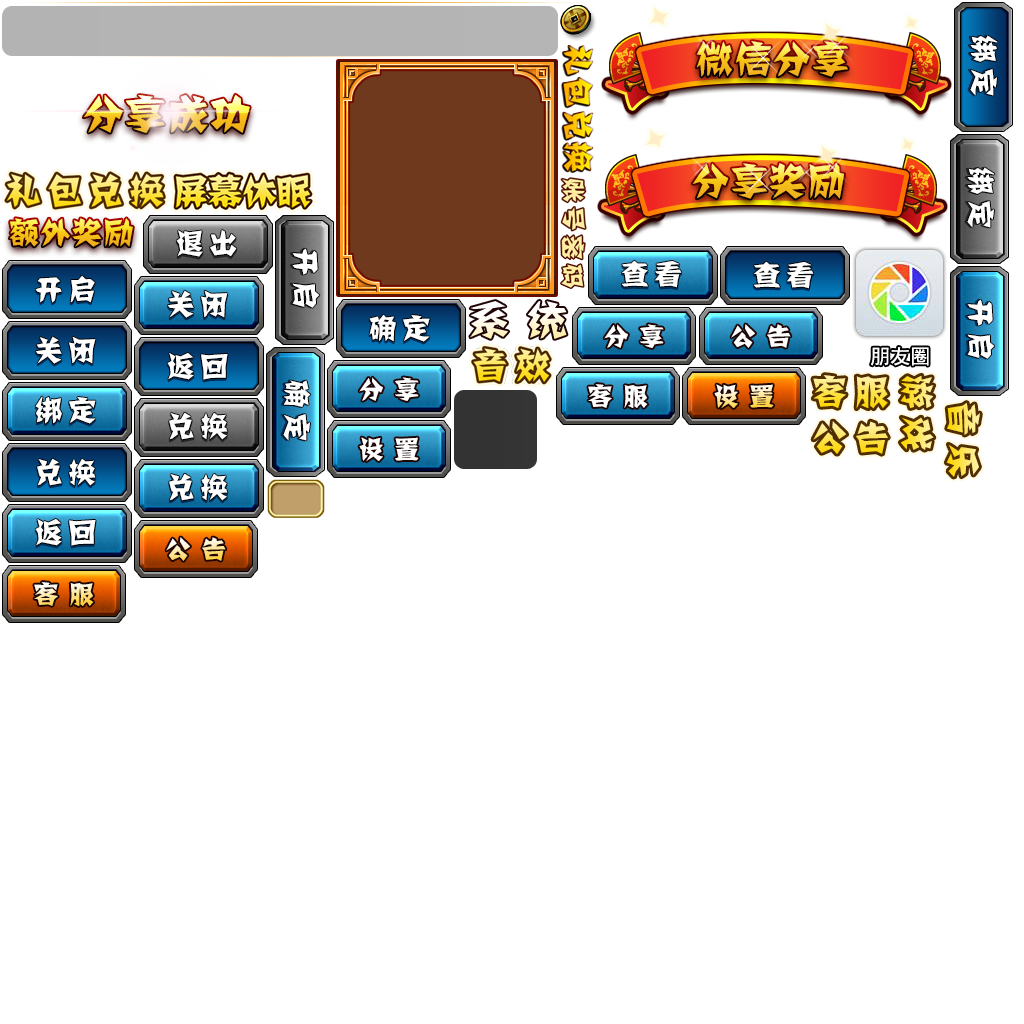 分享成功
礼包兑换
屏幕休眠
额外奖励
退出
开启
开启
关闭
关闭
返回
绑定
兑换
兑换
兑换
返回
公告
客服
确定
确定
分享
设置
系统
音效
礼包兑换
账号密码
微信分享
分享奖励
查看
查看
分享
公告
客服
设置
朋友圈
客服
游戏
公告
音乐
绑定
绑定
开启